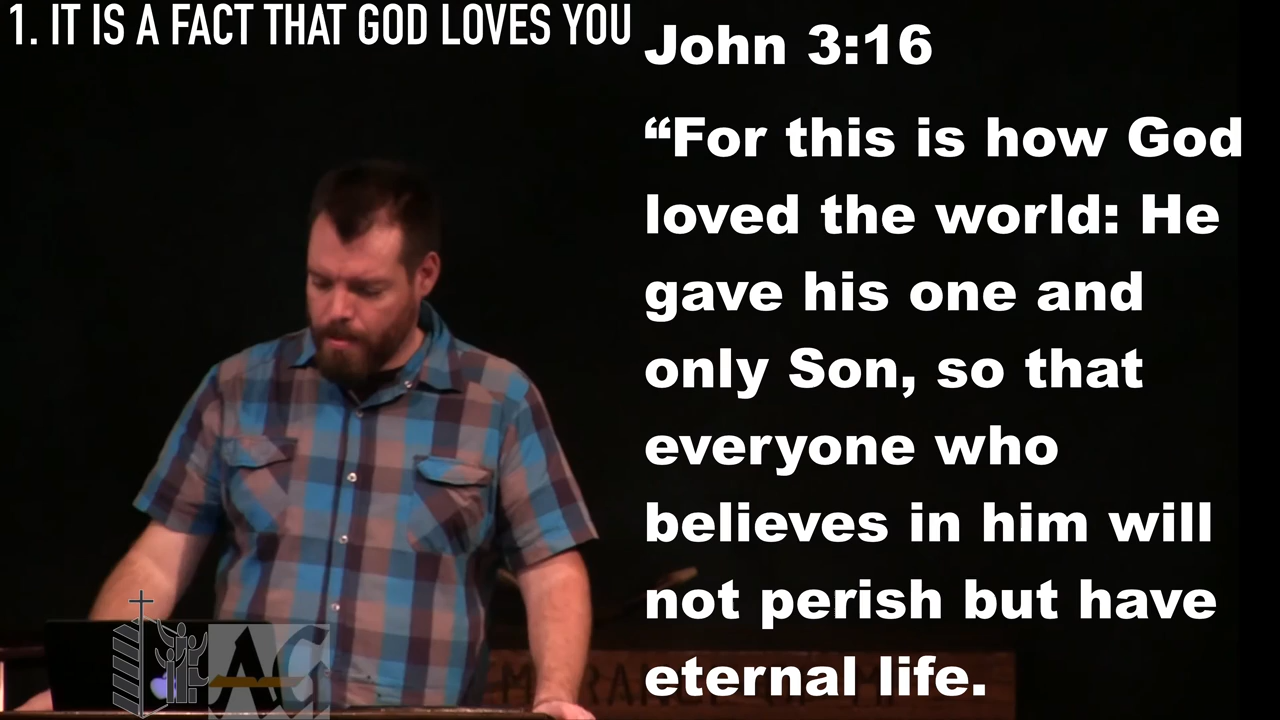 1. IT IS A FACT THAT GOD LOVES YOU
John 3:16
“For this is how God
loved the world: He
gave his one and
only Son, so that
everyone who
believes in him will
not perish but have
eternal life.
AC